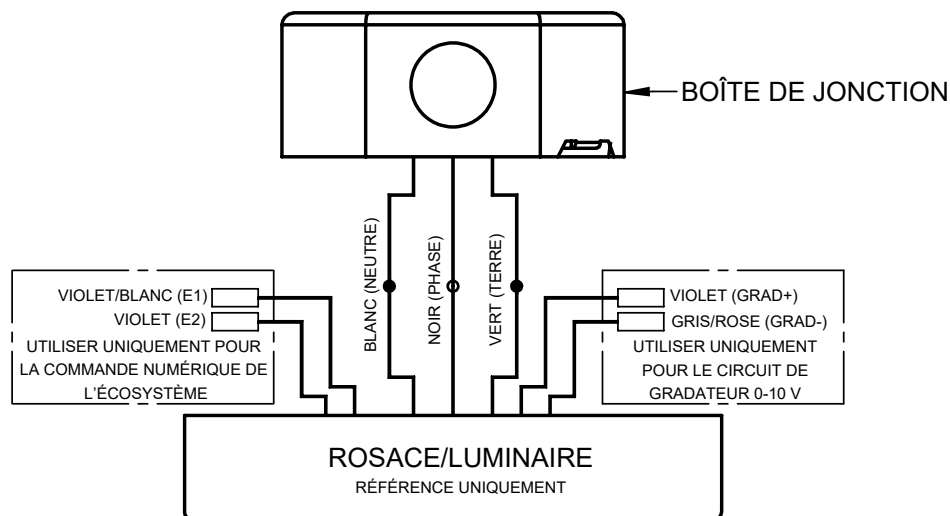 BOÎTE DE JONCTION
BLANC (NEUTRE)
NOIR (PHASE)
VERT (TERRE)
VIOLET/BLANC (E1)
VIOLET (E2)
UTILISER UNIQUEMENT POUR
LA COMMANDE NUMÉRIQUE DE
L'ÉCOSYSTÈME
VIOLET (GRAD+)
GRIS/ROSE (GRAD-)
UTILISER UNIQUEMENT
POUR LE CIRCUIT DE
GRADATEUR 0-10 V
ROSACE/LUMINAIRE
RÉFÉRENCE UNIQUEMENT